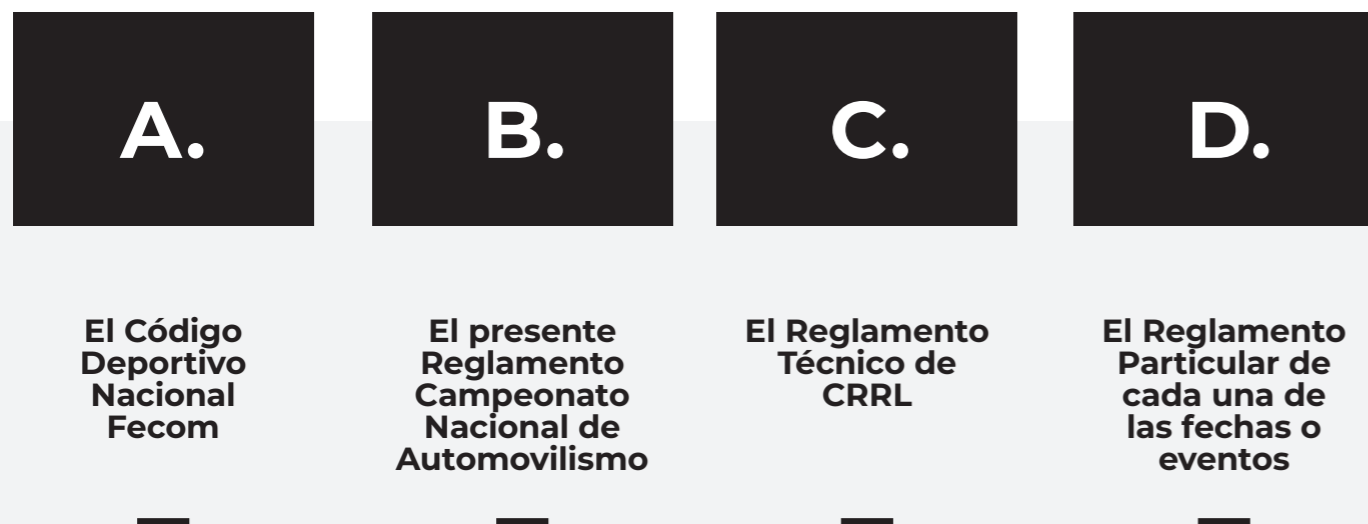 A.
El Código
Deportivo
Nacional
Fecom
B.
El presente
Reglamento
Campeonato
Nacional de
Automovilismo
C.
El Reglamento
Técnico de
CRRL
D.
El Reglamento
Particular de
cada una de
las fechas o
eventos